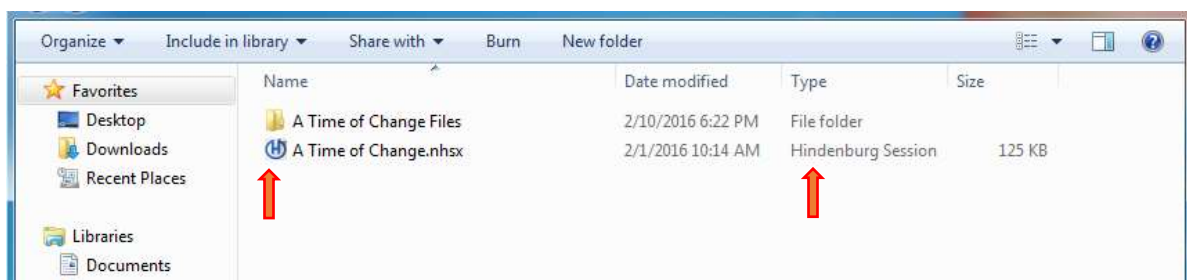 Organize Include in library Share with Burn New folder
Favorites
Desktop
Downloads
Recent Places
Libraries
Documents
Name Date modified Type Size
A Time of Change Files 2/10/2016 6:22 PM File folder
A Time of Change.nhsx 2/1/2016 10:14 AM Hindenburg Session 125 KB